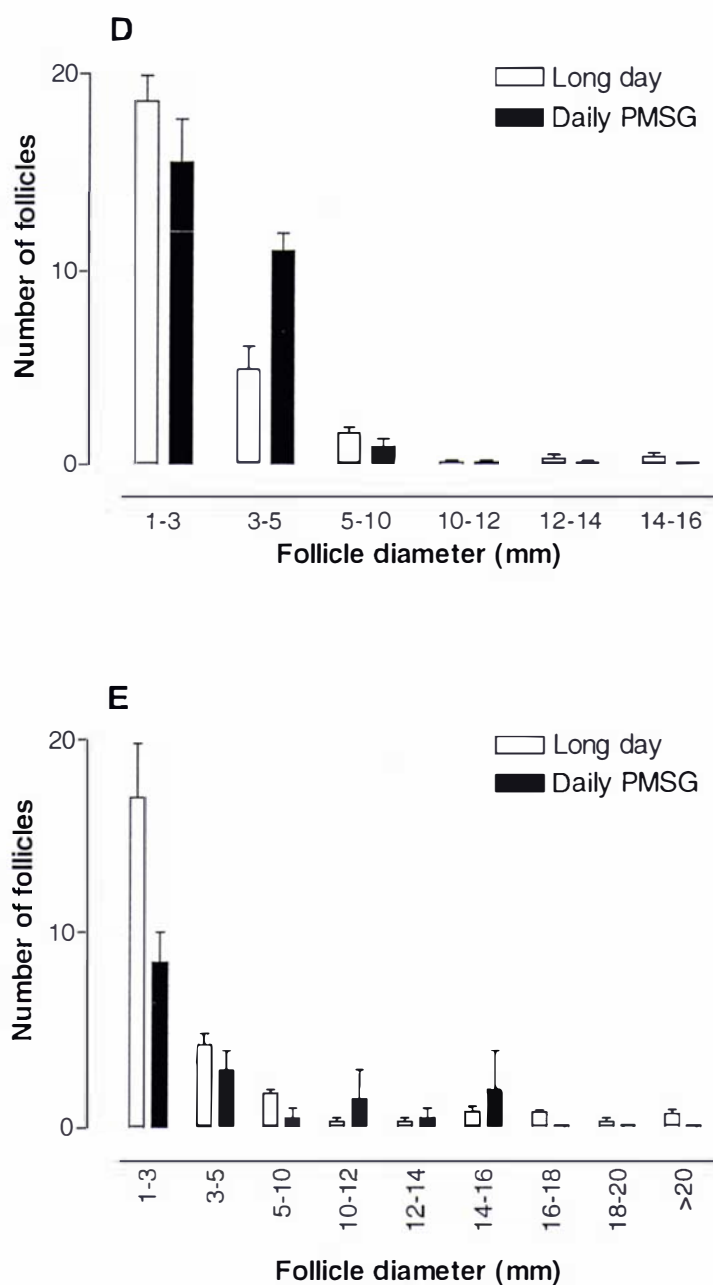 D
20
Long day
Daily PMSG
Number of follicles
10
0
1-3 3-5 5-10 10-12 12-14 14-16
Follicle diameter (mm)
E
20
Long day
Daily PMSG
Number of follicles
10
0
1-3 3-5 5-10 10-12 12-14 14-16 16-18 18-20 >20
Follicle diameter (mm)